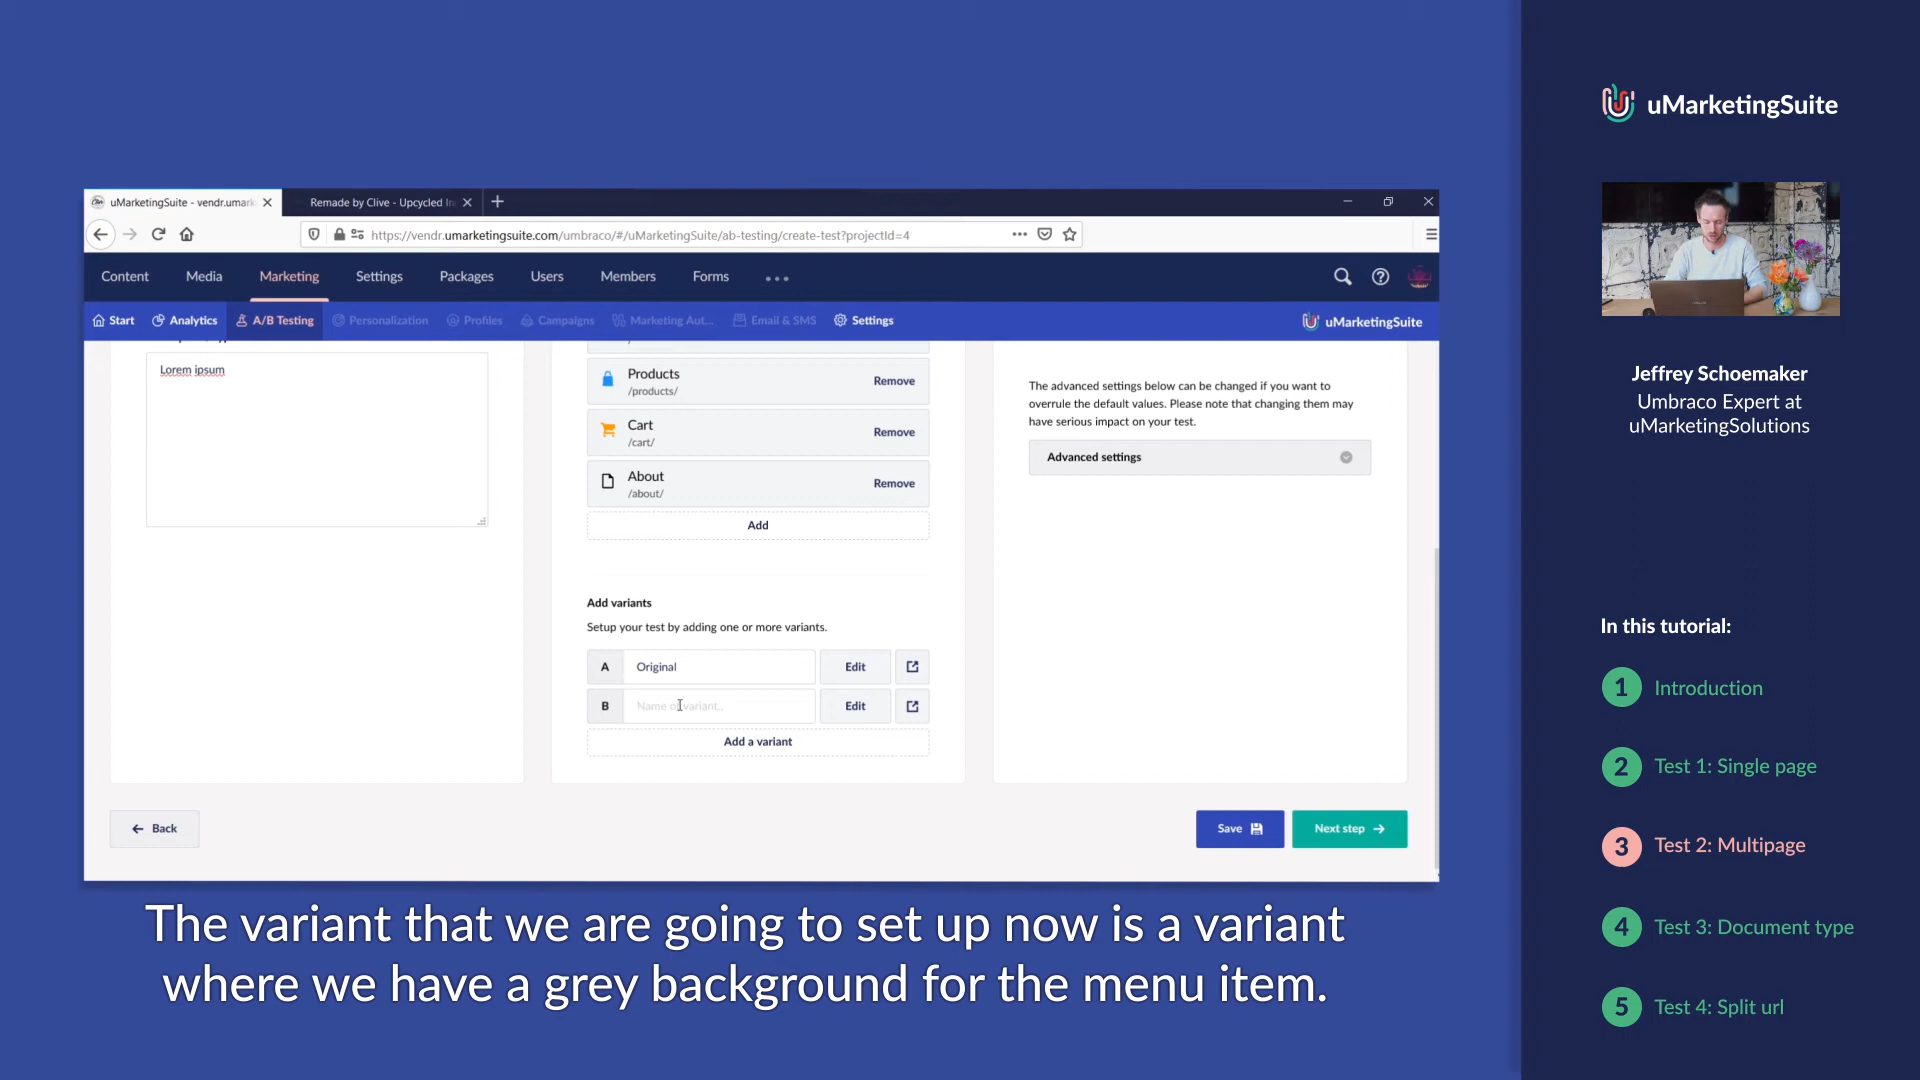 uMarketingSuite
uMarketingSuite - vendr.umark
Remade by Clive - Upcycled In
https://vendr.umarketingsuite.com/umbraco/#/uMarketingSuite/ab-testing/create-test?projectId=4
Content Media Marketing Settings Packages Users Members Forms
Start Analytics A/B Testing Personalization Profiles Campaigns Marketing Aut... Email & SMS Settings uMarketingSuite
Lorem ipsum
Products
/products/
Remove
Cart
/cart/
Remove
About
/about/
Remove
Add
Add variants
Setup your test by adding one or more variants.
A Original Edit
B Name of variant.. Edit
Add a variant
The advanced settings below can be changed if you want to
overrule the default values. Please note that changing them may
have serious impact on your test.
Advanced settings
Back
Save
Next step
The variant that we are going to set up now is a variant
where we have a grey background for the menu item.
Jeffrey Schoemaker
Umbraco Expert at
uMarketingSolutions
In this tutorial:
1 Introduction
2 Test 1: Single page
3 Test 2: Multipage
4 Test 3: Document type
5 Test 4: Split url